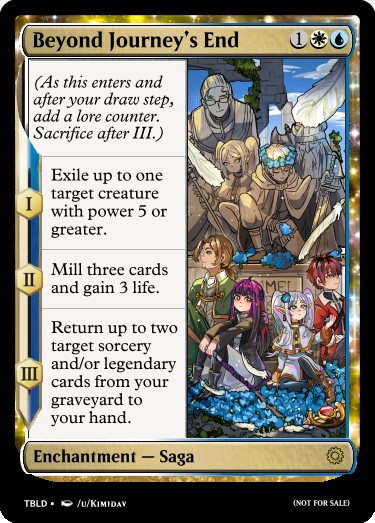 Beyond Journey's End
1
(As this enters and
after your draw step,
add a lore counter.
Sacrifice after III.)
I
Exile up to one
target creature
with power 5 or
greater.
II
Mill three cards
and gain 3 life.
III
Return up to two
target sorcery
and/or legendary
cards from your
graveyard to
your hand.
Enchantment — Saga
TBLD • /u/Kimiday
(NOT FOR SALE)